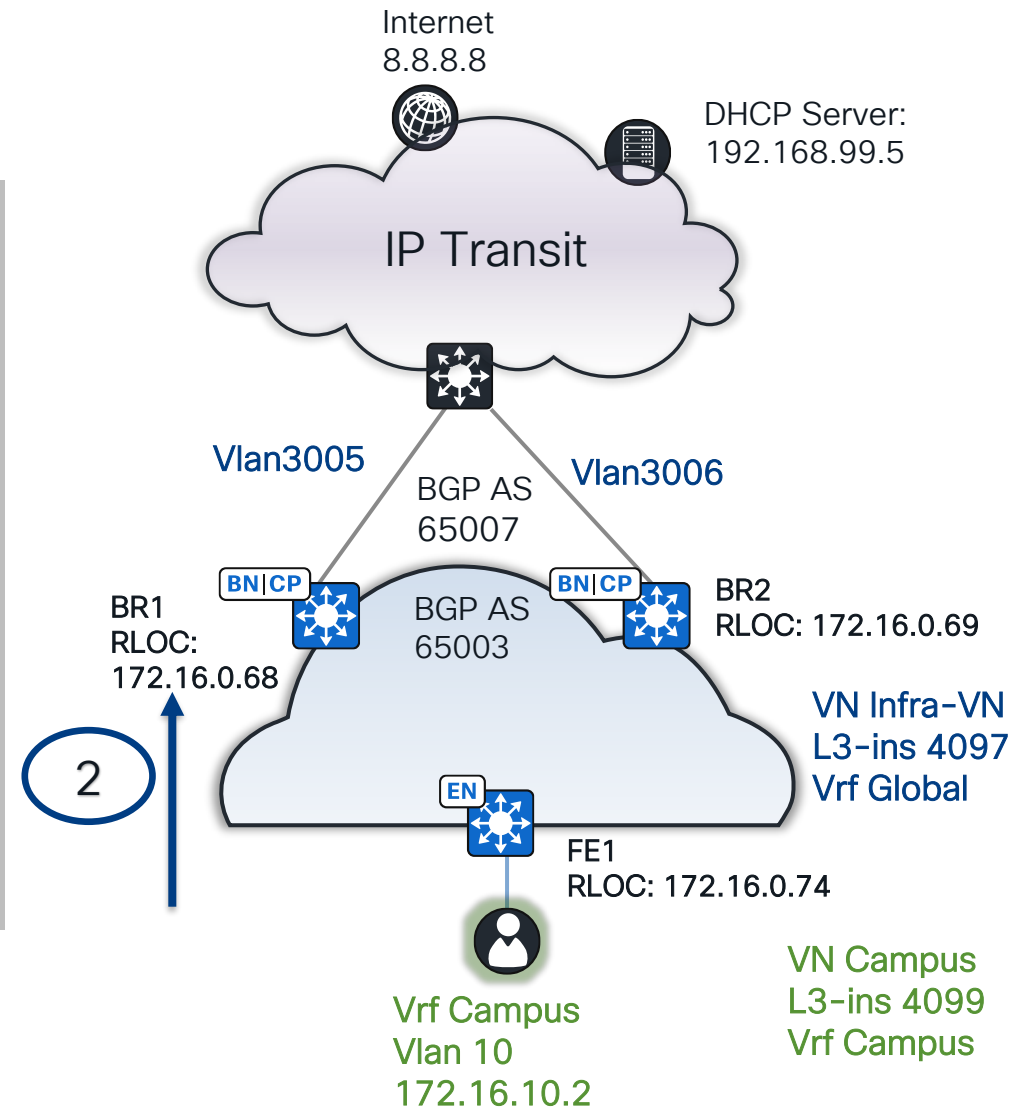 Internet
8.8.8.8
DHCP Server:
192.168.99.5
IP Transit
Vlan3005
Vlan3006
BGP AS
65007
BN|CP
BN|CP
BR1
RLOC:
172.16.0.68
BGP AS
65003
BR2
RLOC: 172.16.0.69
VN Infra-VN
L3-ins 4097
Vrf Global
2
EN
FE1
RLOC: 172.16.0.74
VN Campus
L3-ins 4099
Vrf Campus
Vrf Campus
Vlan 10
172.16.10.2